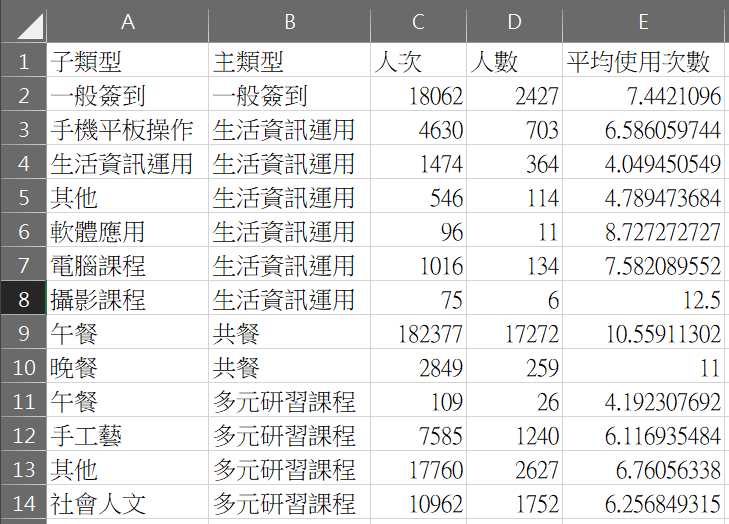 A B C D E
1 子類型 主類型 人次 人數 平均使用次數
2 一般簽到 一般簽到 18062 2427 7.4421096
3 手機平板操作 生活資訊運用 4630 703 6.586059744
4 生活資訊運用 生活資訊運用 1474 364 4.049450549
5 其他 生活資訊運用 546 114 4.789473684
6 軟體應用 生活資訊運用 96 11 8.727272727
7 電腦課程 生活資訊運用 1016 134 7.582089552
8 攝影課程 生活資訊運用 75 6 12.5
9 午餐 共餐 182377 17272 10.55911302
10 晚餐 共餐 2849 259 11
11 午餐 多元研習課程 109 26 4.192307692
12 手工藝 多元研習課程 7585 1240 6.116935484
13 其他 多元研習課程 17760 2627 6.76056338
14 社會人文 多元研習課程 10962 1752 6.256849315